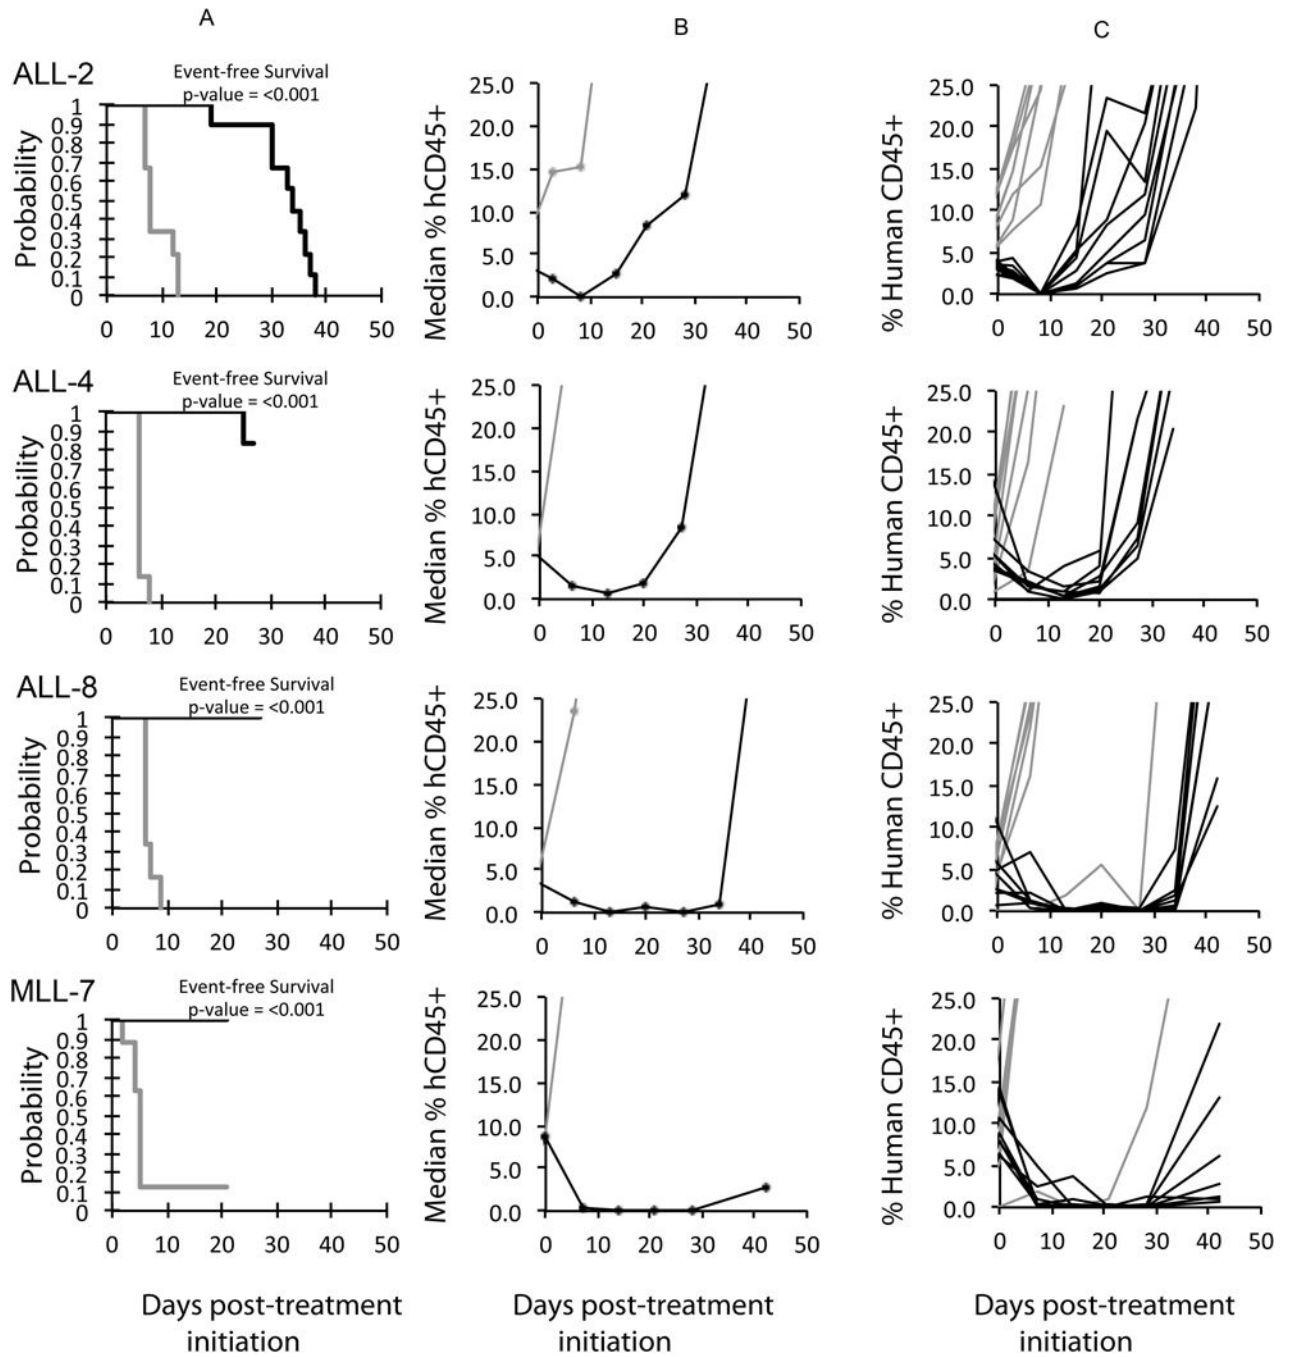 A
B
C
ALL-2
Event-free Survival
p-value = <0.001
Probability
1
0.9
0.8
0.7
0.6
0.5
0.4
0.3
0.2
0.1
0
0 10 20 30 40 50
Median % hCD45+
25.0
20.0
15.0
10.0
5.0
0.0
0 10 20 30 40 50
% Human CD45+
25.0
20.0
15.0
10.0
5.0
0.0
0 10 20 30 40 50
ALL-4
Event-free Survival
p-value = <0.001
Probability
1
0.9
0.8
0.7
0.6
0.5
0.4
0.3
0.2
0.1
0
0 10 20 30 40 50
Median % hCD45+
25.0
20.0
15.0
10.0
5.0
0.0
0 10 20 30 40 50
% Human CD45+
25.0
20.0
15.0
10.0
5.0
0.0
0 10 20 30 40 50
ALL-8
Event-free Survival
p-value = <0.001
Probability
1
0.9
0.8
0.7
0.6
0.5
0.4
0.3
0.2
0.1
0
0 10 20 30 40 50
Median % hCD45+
25.0
20.0
15.0
10.0
5.0
0.0
0 10 20 30 40 50
% Human CD45+
25.0
20.0
15.0
10.0
5.0
0.0
0 10 20 30 40 50
MLL-7
Event-free Survival
p-value = <0.001
Probability
1
0.9
0.8
0.7
0.6
0.5
0.4
0.3
0.2
0.1
0
0 10 20 30 40 50
Median % hCD45+
25.0
20.0
15.0
10.0
5.0
0.0
0 10 20 30 40 50
% Human CD45+
25.0
20.0
15.0
10.0
5.0
0.0
0 10 20 30 40 50
Days post-treatment
initiation
Days post-treatment
initiation
Days post-treatment
initiation